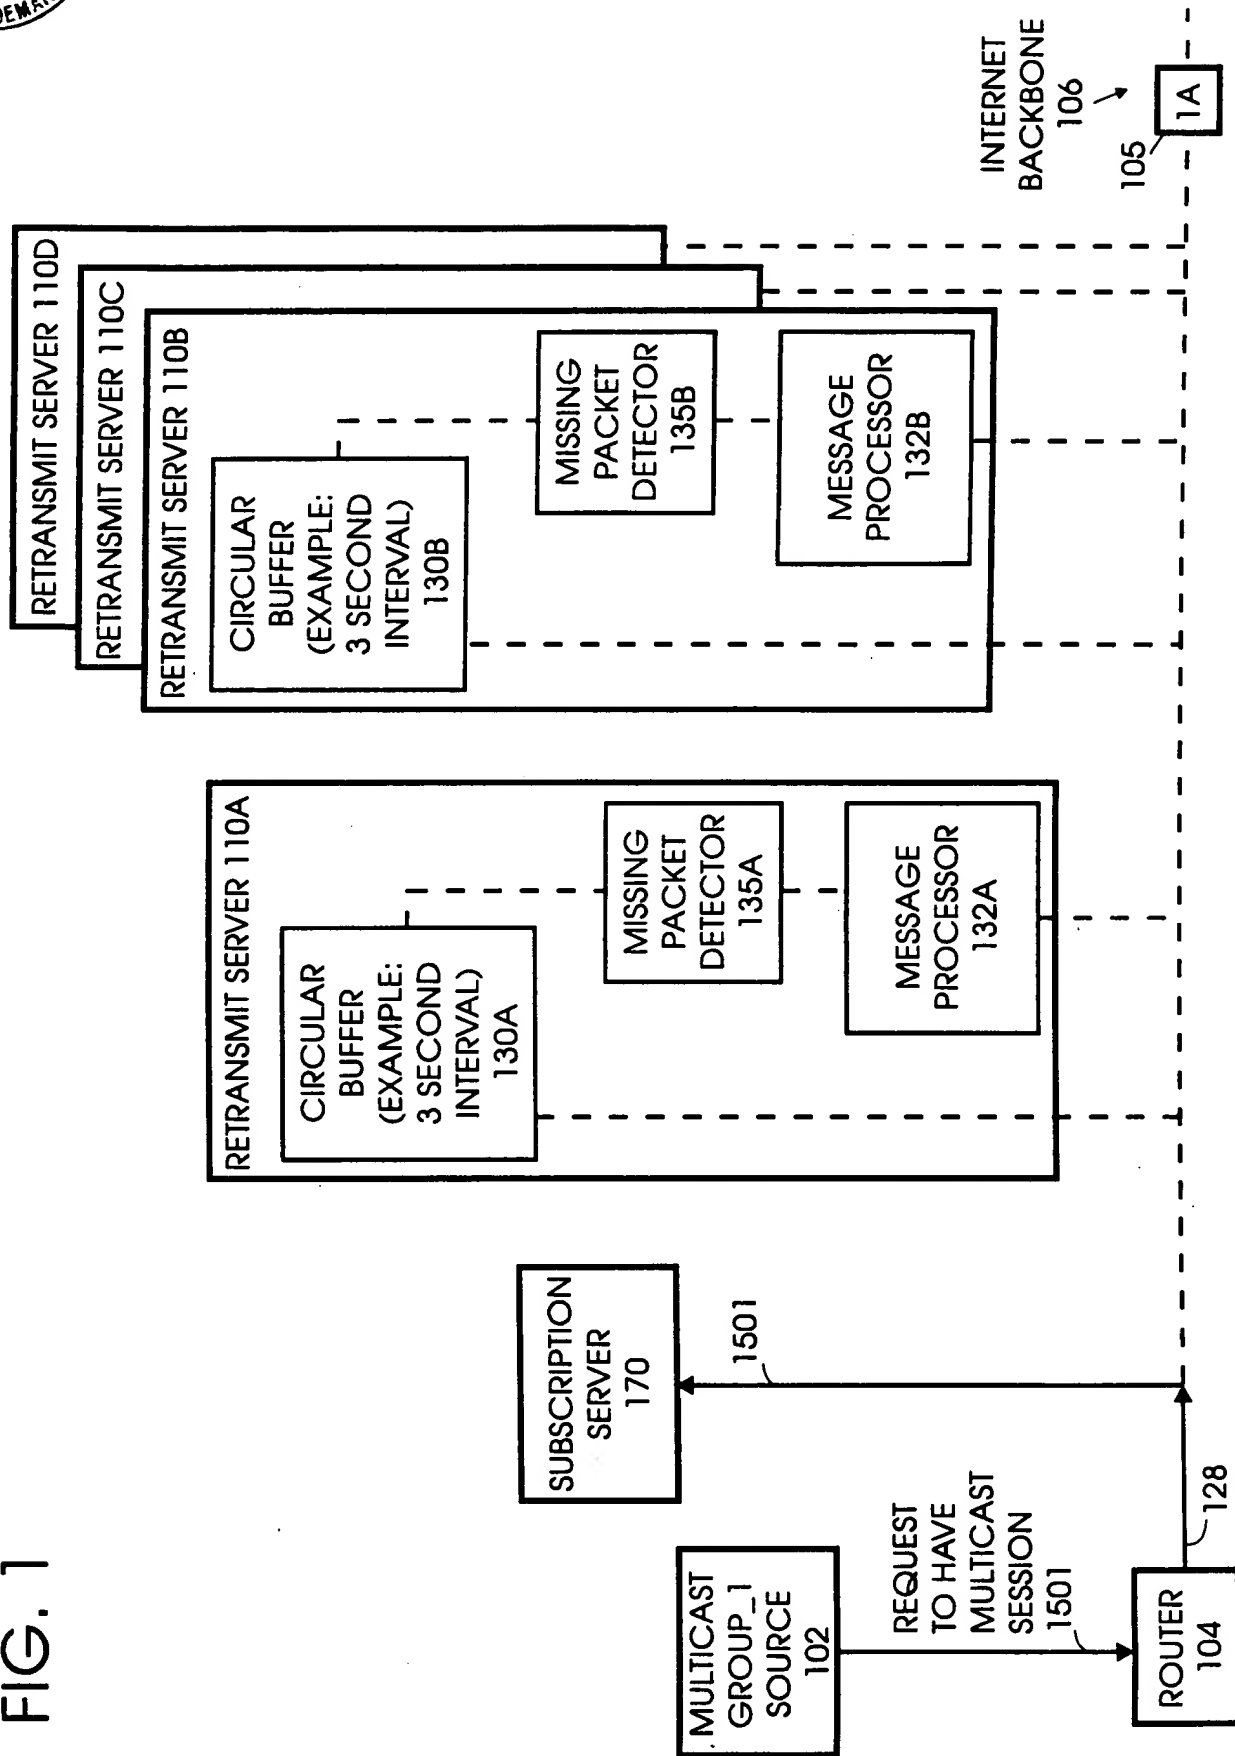 DEMAR
FIG. 1
MULTICAST
GROUP_1
SOURCE
102
REQUEST
TO HAVE
MULTICAST
SESSION
1501
ROUTER
104
128
SUBSCRIPTION
SERVER
170
1501
RETRANSMIT SERVER 110A
CIRCULAR
BUFFER
(EXAMPLE:
3 SECOND
INTERVAL)
130A
MISSING
PACKET
DETECTOR
135A
MESSAGE
PROCESSOR
132A
RETRANSMIT SERVER 110D
RETRANSMIT SERVER 110C
RETRANSMIT SERVER 110B
CIRCULAR
BUFFER
(EXAMPLE:
3 SECOND
INTERVAL)
130B
MISSING
PACKET
DETECTOR
135B
MESSAGE
PROCESSOR
132B
INTERNET
BACKBONE
106
105
1A